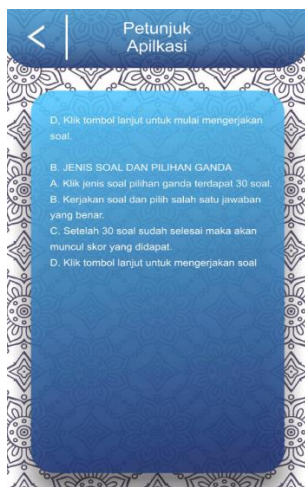 Petunjuk
Apilkasi
D, Klik tombol lanjut untuk mulai mengerjakan
soal.
B. JENIS SOAL DAN PILIHAN GANDA
A. Klik jenis soal pilihan ganda terdapat 30 soal.
B. Kerjakan soal dan pilih salah satu jawaban
yang benar.
C. Setelah 30 soal sudah selesai maka akan
muncul skor yang didapat.
D. Klik tombol lanjut untuk mengerjakan soal